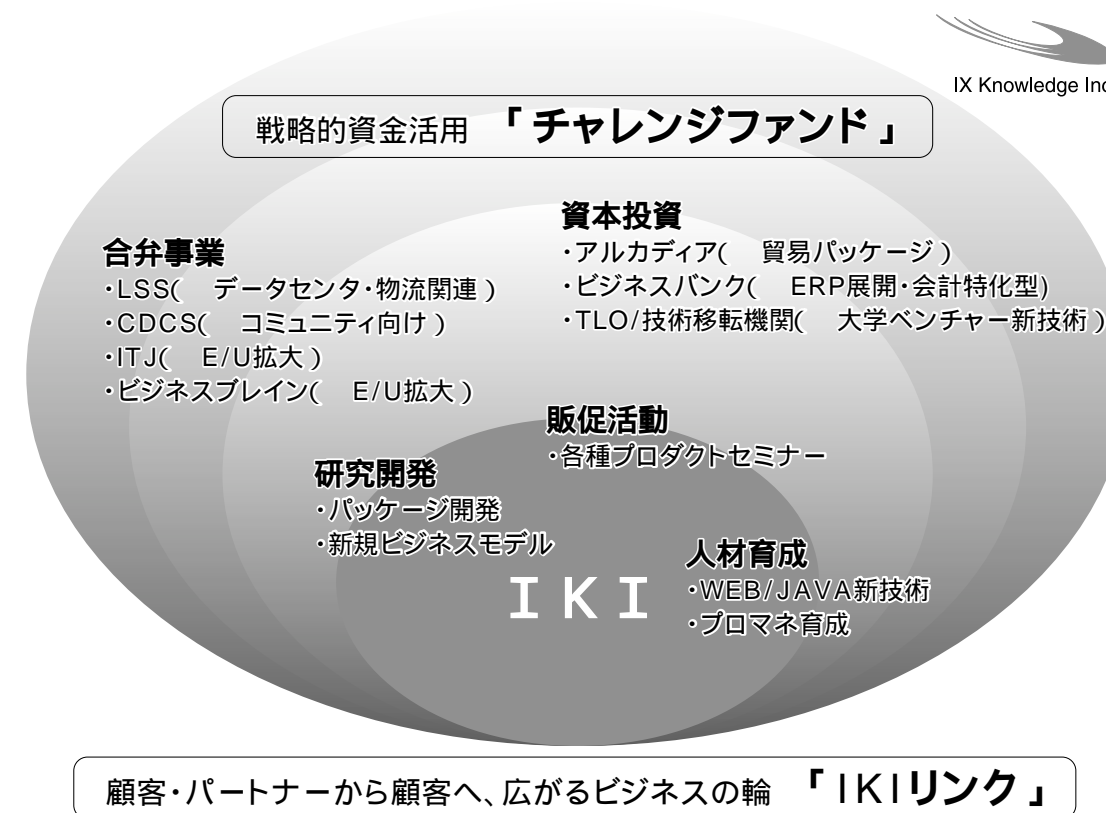 IX Knowledge Inc
戦略的資金活用 「チャレンジファンド」
資本投資
・アルカディア( 貿易パッケージ)
・ビジネスバンク( ERP展開・会計特化型)
・TLO/技術移転機関( 大学ベンチャー新技術)
合弁事業
・LSS( データセンタ・物流関連)
・CDCS( コミュニティ向け)
・ITJ( E/U拡大)
・ビジネスブレイン( E/U拡大)
販促活動
・各種プロダクトセミナー
研究開発
・パッケージ開発
・新規ビジネスモデル
人材育成
・WEB/JAVA新技術
・プロマネ育成
IKI
顧客・パートナーから顧客へ、広がるビジネスの輪 「IKIリンク」